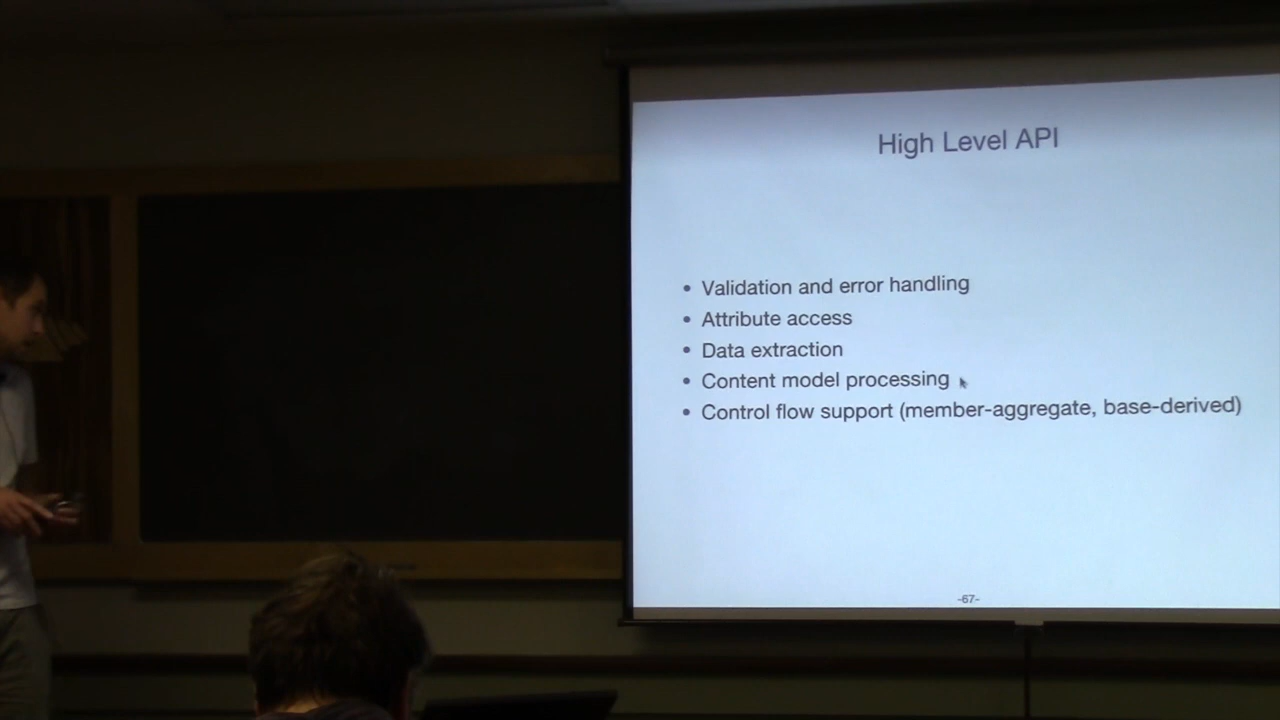 High Level API
• Validation and error handling
• Attribute access
• Data extraction
• Content model processing
• Control flow support (member-aggregate, base-derived)
-67-